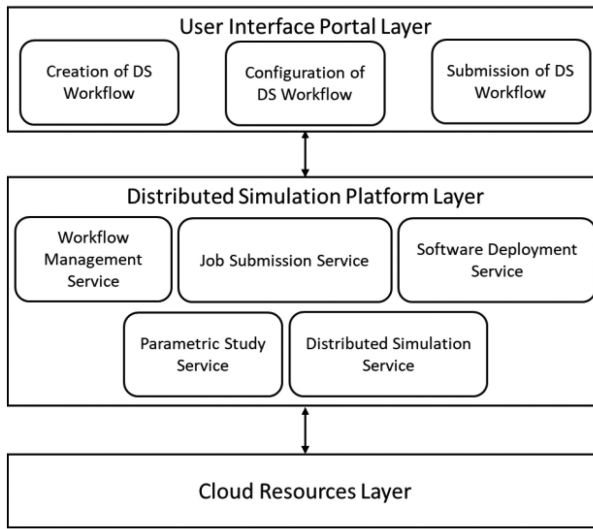 User Interface Portal Layer
Creation of DS
Workflow
Configuration of
DS Workflow
Submission of DS
Workflow
Distributed Simulation Platform Layer
Workflow
Management
Service
Job Submission Service
Software Deployment
Service
Parametric Study
Service
Distributed Simulation
Service
Cloud Resources Layer